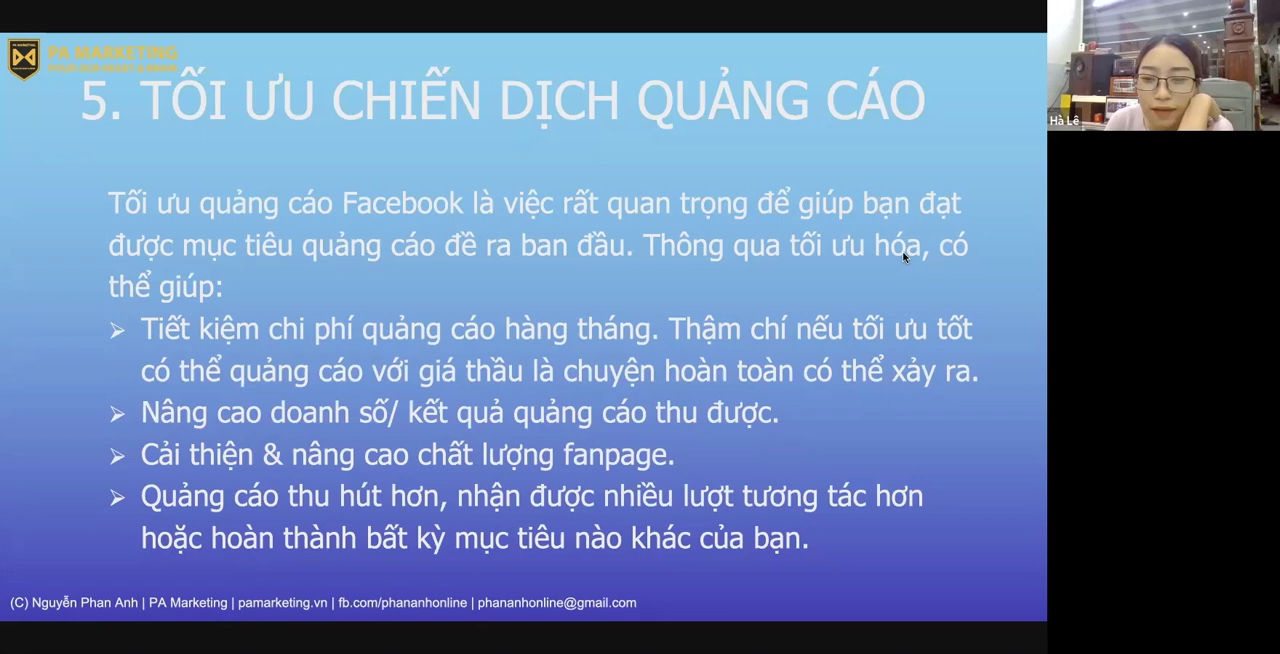 PA MARKETING
5. TỐI ƯU CHIẾN DỊCH QUẢNG CÁO
Hà Lê
Tối ưu quảng cáo Facebook là việc rất quan trọng để giúp bạn đạt
được mục tiêu quảng cáo đề ra ban đầu. Thông qua tối ưu hóa, có
thể giúp:
Tiết kiệm chi phí quảng cáo hàng tháng. Thậm chí nếu tối ưu tốt
có thể quảng cáo với giá thầu là chuyện hoàn toàn có thể xảy ra.
Nâng cao doanh số/ kết quả quảng cáo thu được.
Cải thiện & nâng cao chất lượng fanpage.
Quảng cáo thu hút hơn, nhận được nhiều lượt tương tác hơn
hoặc hoàn thành bất kỳ mục tiêu nào khác của bạn.
(C) Nguyễn Phan Anh | PA Marketing | pamarketing.vn | fb.com/phananhonline | phananhonline@gmail.com